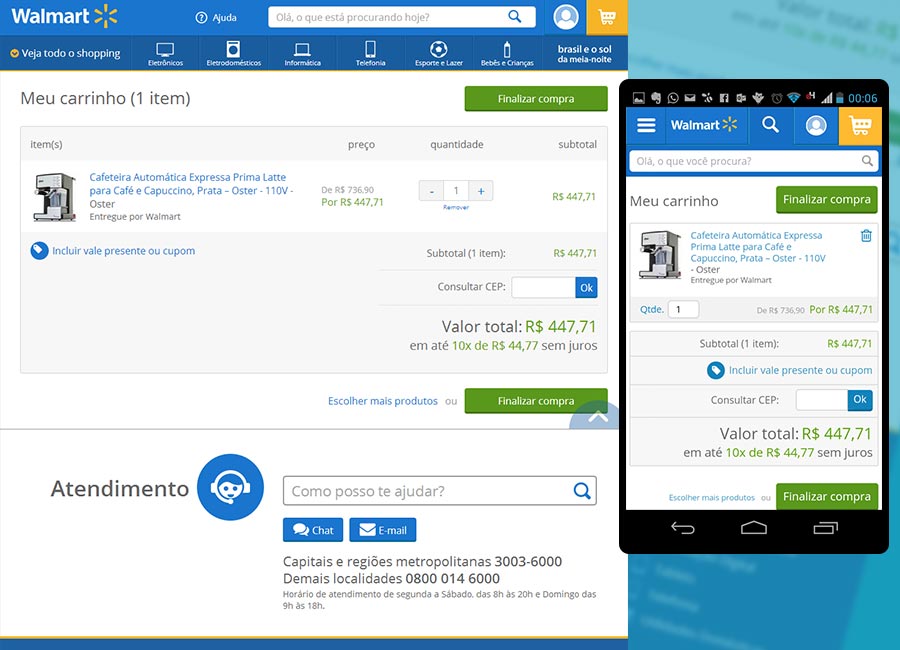 Walmart
Ajuda
Olá, o que está procurando hoje?
Veja todo o shopping
Eletrônicos
Eletrodomésticos
Informática
Telefonia
Esporte e Lazer
Bebês e Crianças
brasil e o sol
da meia-noite
Meu carrinho (1 item)
Finalizar compra
item(s)
preço
quantidade
subtotal
Cafeteira Automática Expressa Prima Latte
para Café e Capuccino, Prata – Oster - 110V -
Oster
Entregue por Walmart
De R$ 736,90
Por R$ 447,71
- 1 +
Remover
R$ 447,71
Incluir vale presente ou cupom
Subtotal (1 item):
R$ 447,71
Consultar CEP:
Ok
Valor total: R$ 447,71
em até 10x de R$ 44,77 sem juros
Escolher mais produtos ou
Finalizar compra
Atendimento
Como posso te ajudar?
Chat
E-mail
Capitais e regiões metropolitanas 3003-6000
Demais localidades 0800 014 6000
Horário de atendimento de segunda a Sábado, das 8h às 20h e Domingo das
9h às 18h.
00:06
Walmart
Olá, o que você procura?
Meu carrinho
Finalizar compra
Cafeteira Automática Expressa
Prima Latte para Café e
Capuccino, Prata – Oster - 110V
- Oster
Entregue por Walmart
Qtde. 1
De R$ 736,90 Por R$ 447,71
Subtotal (1 item):
R$ 447,71
Incluir vale presente ou cupom
Consultar CEP:
Ok
Valor total: R$ 447,71
em até 10x de R$ 44,77 sem juros
Escolher mais produtos ou
Finalizar compra
Valor total: R$
Tablets
Telefonia